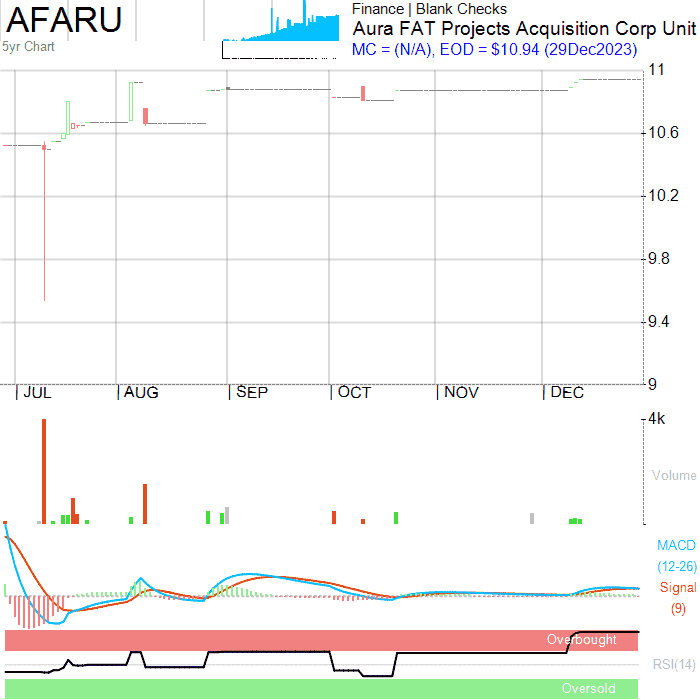 AFARU
5yr Chart
Finance | Blank Checks
Aura FAT Projects Acquisition Corp Unit
MC = (N/A), EOD = $10.94 (29Dec2023)
11
10.6
10.2
9.8
9.4
9
JUL AUG SEP OCT NOV DEC
4k
Volume
MACD
(12-26)
Signal
(9)
Overbought
RSI(14)
Oversold